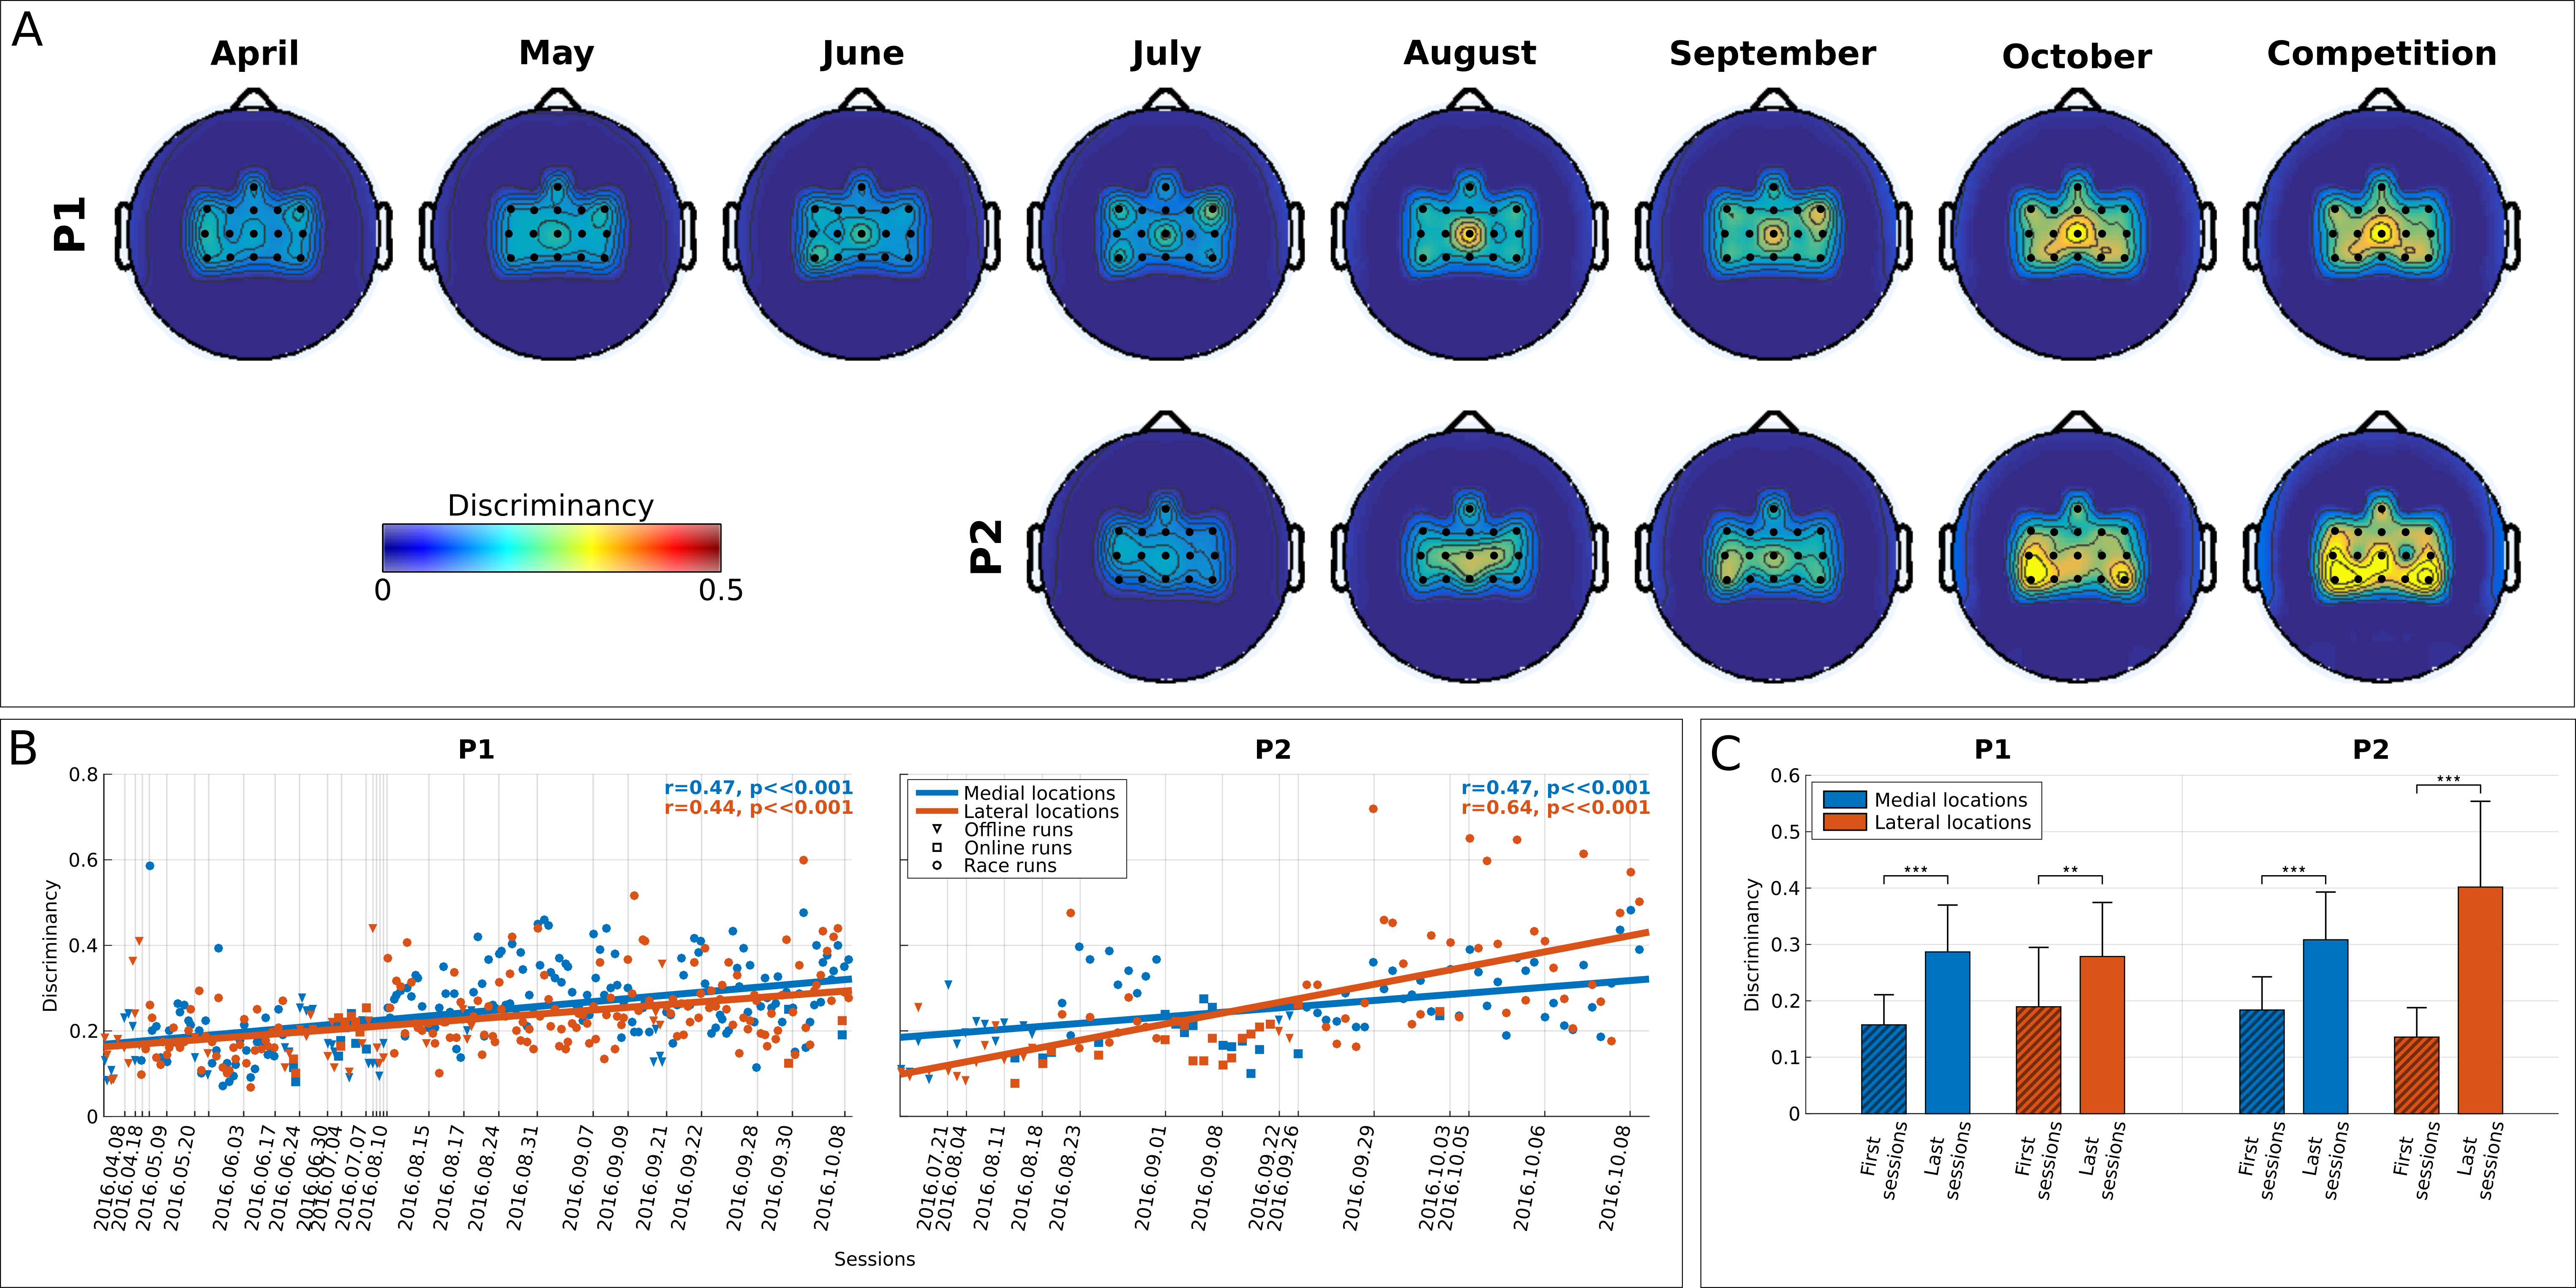 A
April May June July August September October Competition
P1
P2
Discriminancy
0 0.5
B
P1 P2
0.8
0.6
0.4
0.2
0
Discriminancy
r=0.47, p<<0.001
r=0.44, p<<0.001
Medial locations
Lateral locations
Offline runs
Online runs
Race runs
r=0.47, p<<0.001
r=0.64, p<<0.001
2016.04.08 2016.04.18 2016.05.09 2016.05.20 2016.06.03 2016.06.17 2016.06.24 2016.06.30 2016.07.04 2016.07.07 2016.08.10 2016.08.15 2016.08.17 2016.08.24 2016.08.31 2016.09.07 2016.09.09 2016.09.21 2016.09.22 2016.09.28 2016.09.30 2016.10.08
2016.07.21 2016.08.04 2016.08.11 2016.08.18 2016.08.23 2016.09.01 2016.09.08 2016.09.22 2016.09.26 2016.09.29 2016.10.03 2016.10.05 2016.10.06 2016.10.08
Sessions
C
P1 P2
0.6
0.5
0.4
0.3
0.2
0.1
0
Discriminancy
Medial locations
Lateral locations
*** ** *** ***
First sessions
Last sessions
First sessions
Last sessions
First sessions
Last sessions
First sessions
Last sessions